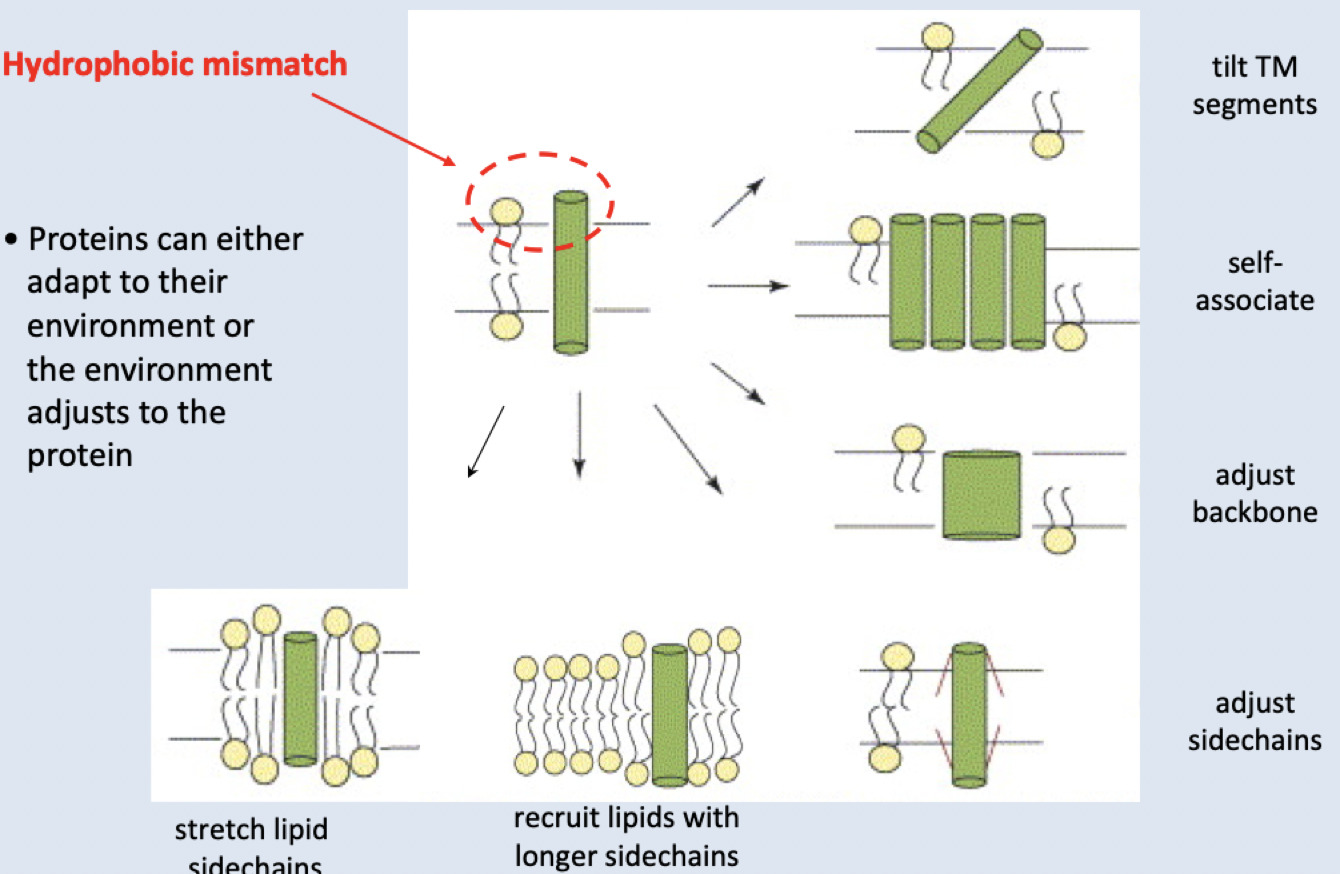 Hydrophobic mismatch
• Proteins can either
adapt to their
environment or
the environment
adjusts to the
protein
tilt TM
segments
self-
associate
adjust
backbone
adjust
sidechains
stretch lipid
sidechains
recruit lipids with
longer sidechains